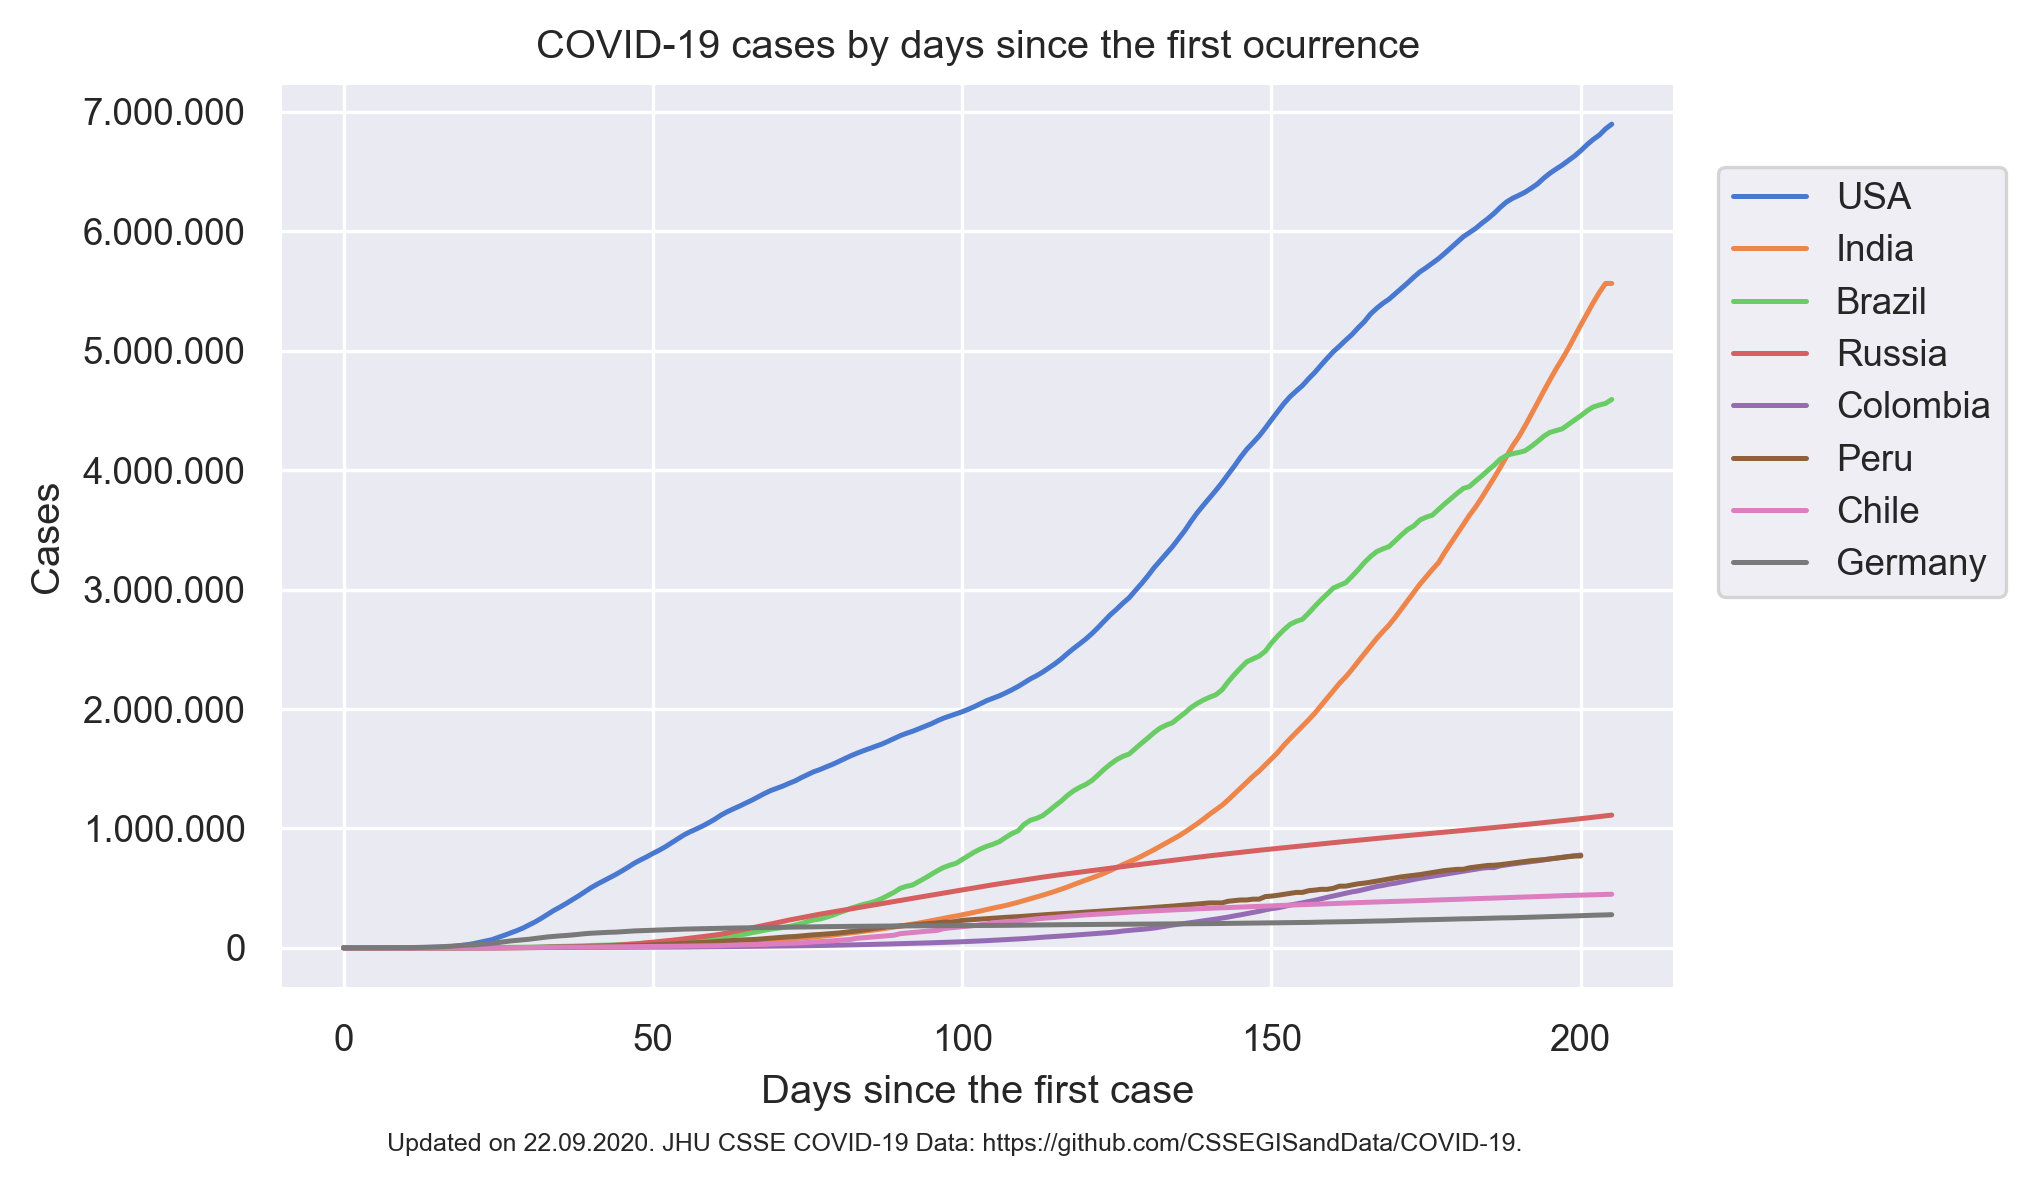 COVID-19 cases by days since the first ocurrence
7.000.000
6.000.000
5.000.000
4.000.000
3.000.000
2.000.000
1.000.000
0
Cases
USA
India
Brazil
Russia
Colombia
Peru
Chile
Germany
0 50 100 150 200
Days since the first case
Updated on 22.09.2020. JHU CSSE COVID-19 Data: https://github.com/CSSEGISandData/COVID-19.